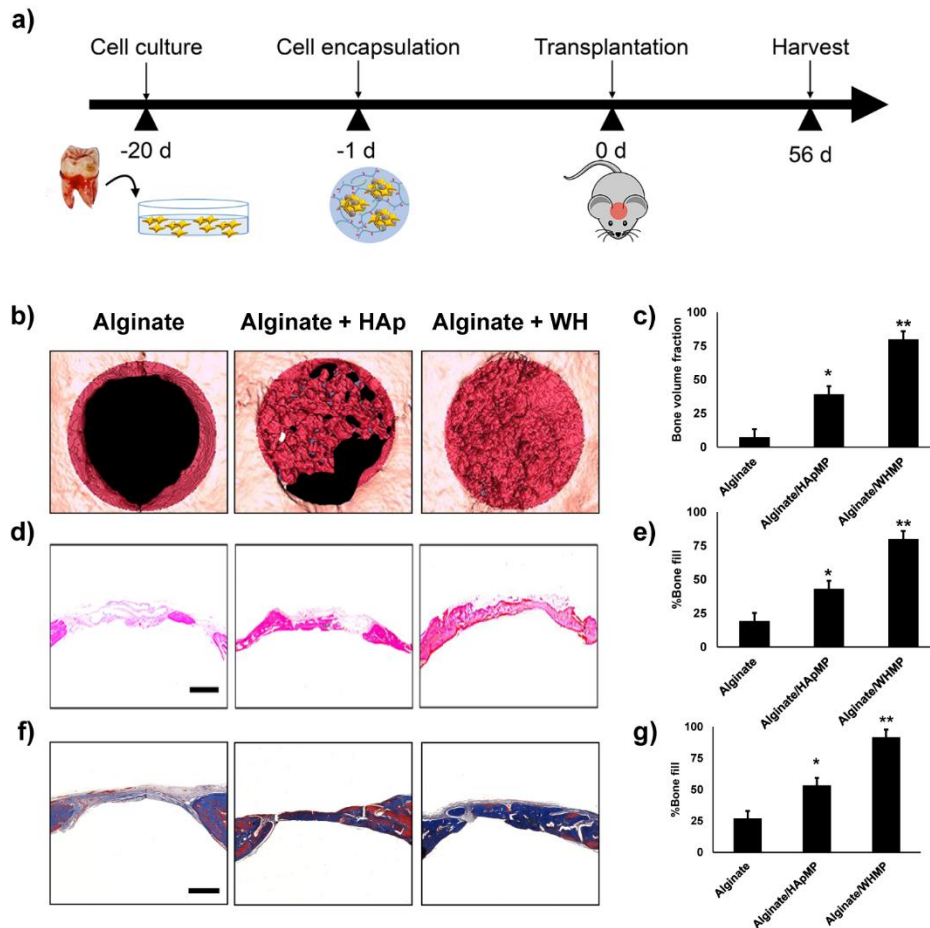 a)
Cell culture
Cell encapsulation
Transplantation
Harvest
-20 d
-1 d
0 d
56 d
b)
Alginate
Alginate + HAp
Alginate + WH
c)
Bone volume fraction
100
75
50
25
0
*
**
Alginate
Alginate/HApMP
Alginate/WHMP
d)
e)
%Bone fill
100
75
50
25
0
*
**
Alginate
Alginate/HApMP
Alginate/WHMP
f)
g)
%Bone fill
100
75
50
25
0
*
**
Alginate
Alginate/HApMP
Alginate/WHMP